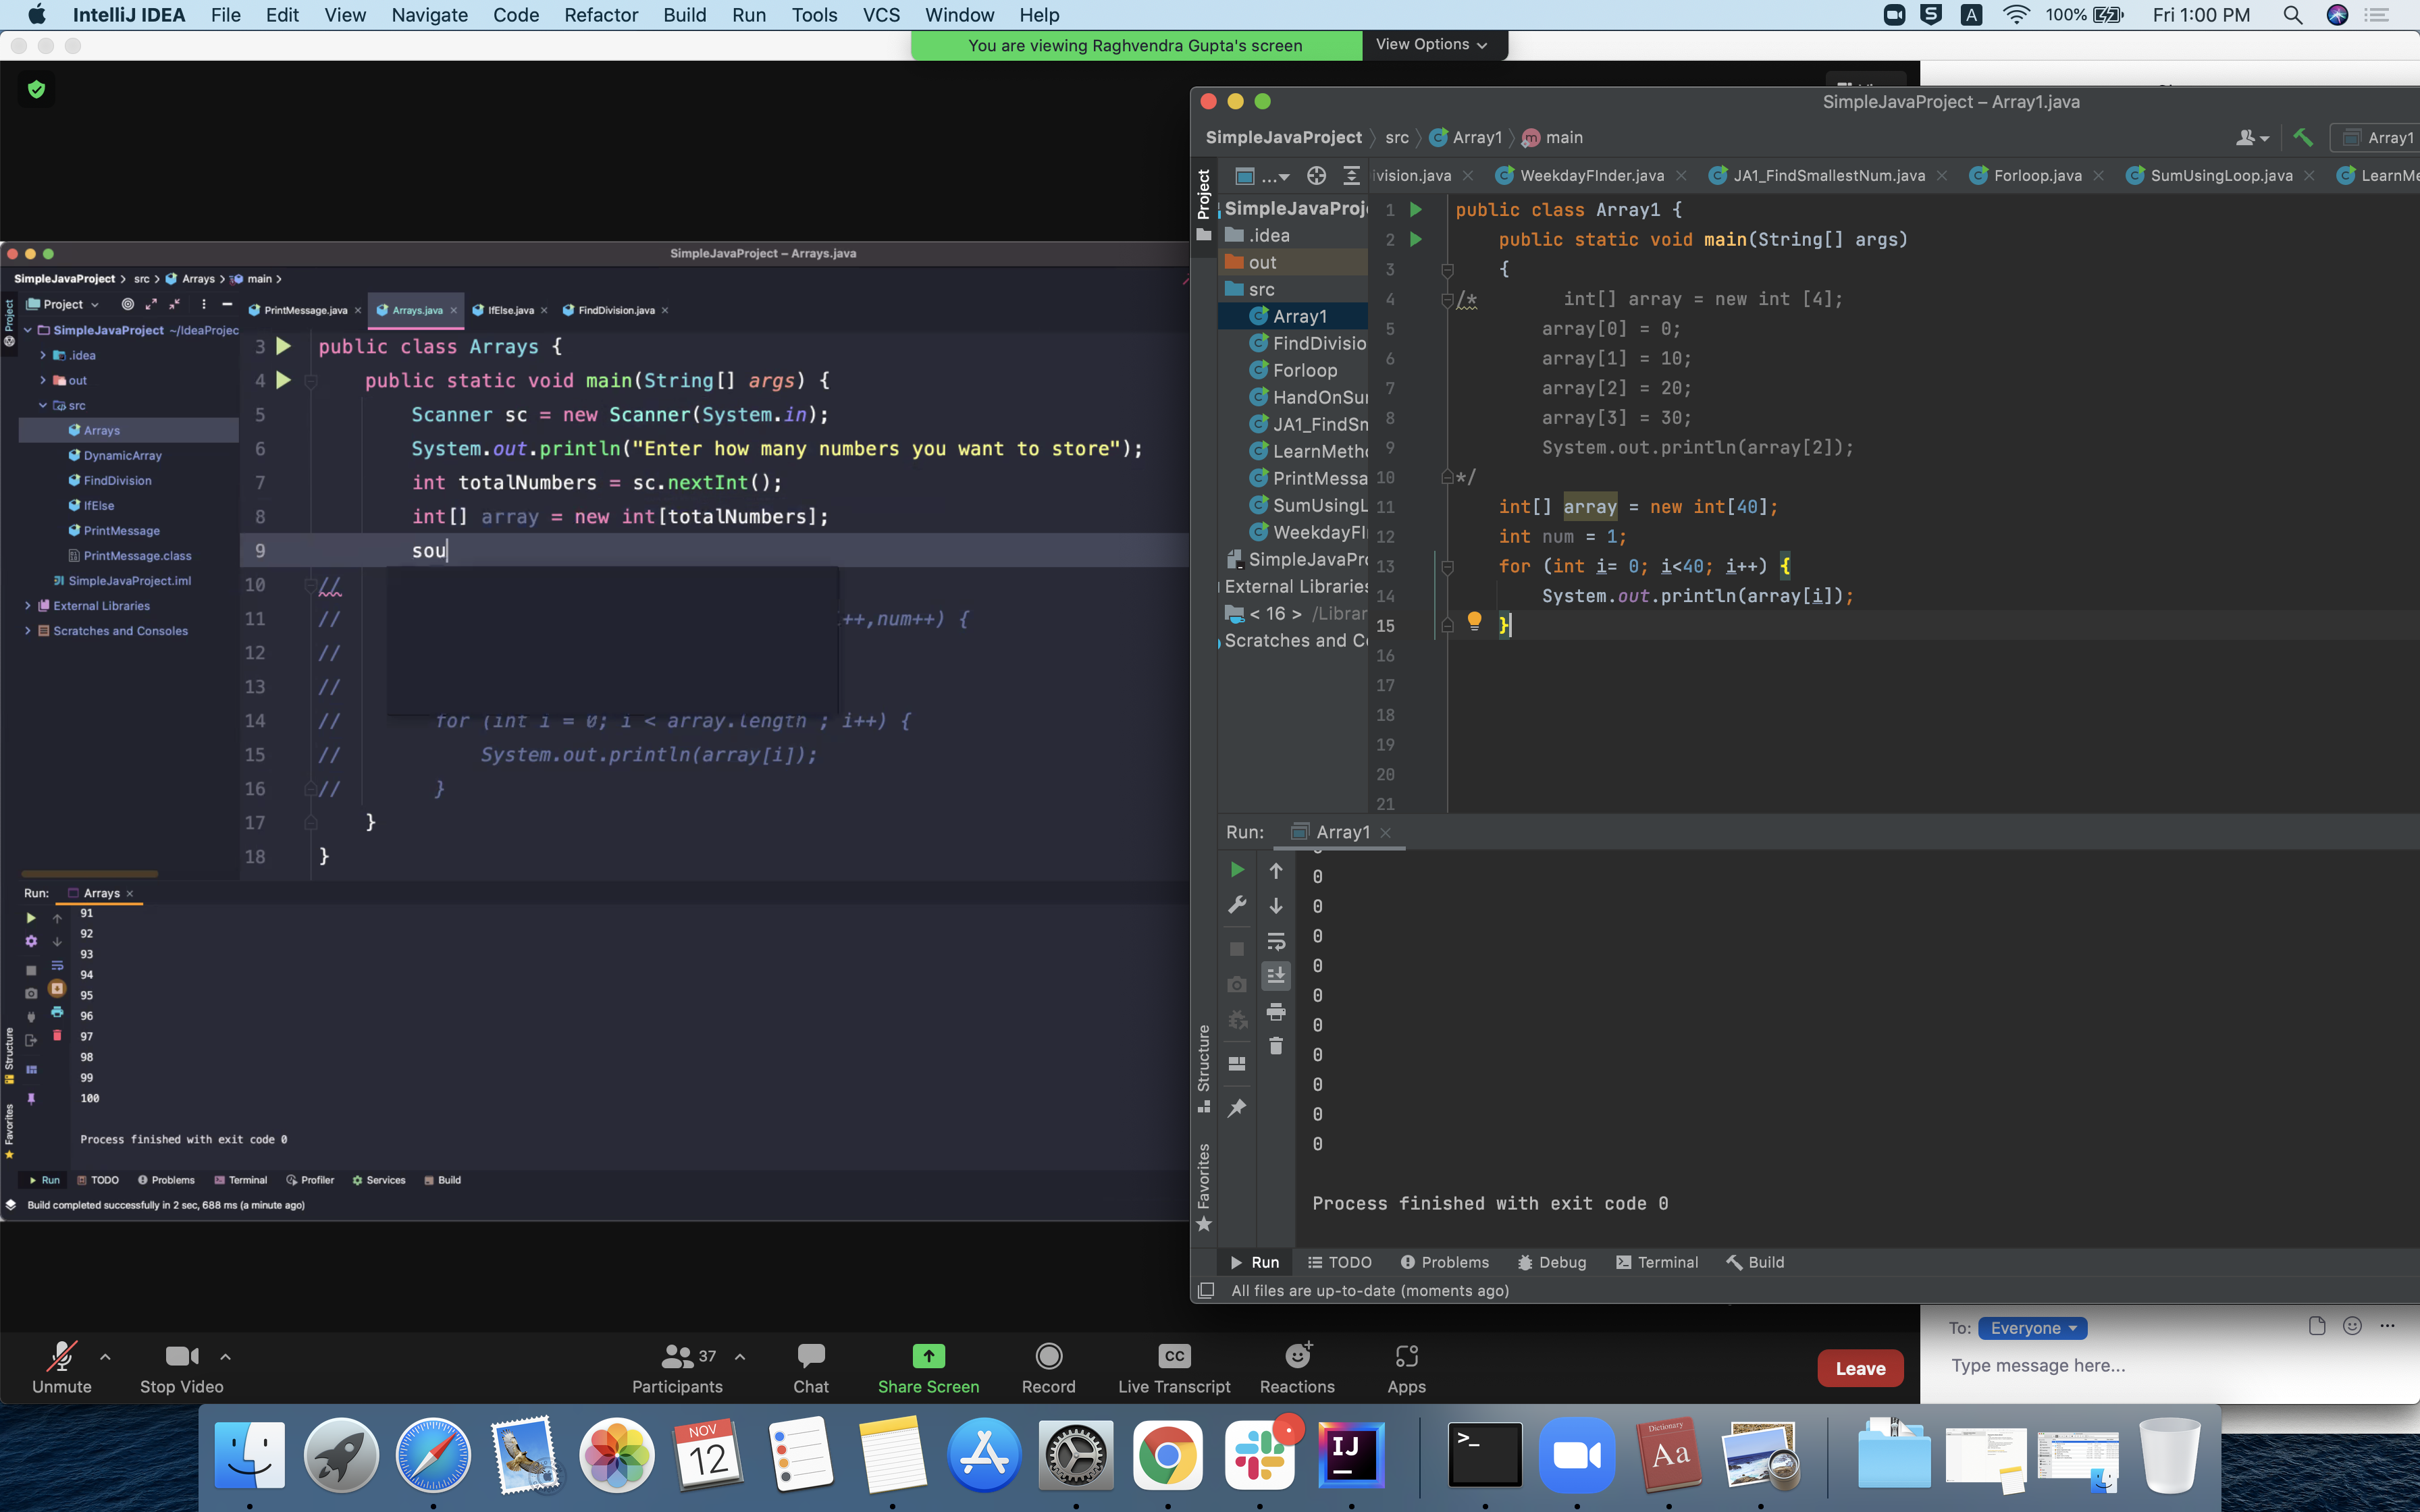 IntelliJ IDEA File Edit View Navigate Code Refactor Build Run Tools VCS Window Help 100% Fri 1:00 PM
You are viewing Raghvendra Gupta's screen View Options
SimpleJavaProject – Arrays.java
SimpleJavaProject src Arrays main
Project
Project
PrintMessage.java Arrays.java IfElse.java FindDivision.java
SimpleJavaProject ~/IdeaProjec
.idea
out
src
Arrays
DynamicArray
FindDivision
IfElse
PrintMessage
PrintMessage.class
SimpleJavaProject.iml
External Libraries
Scratches and Consoles
3 public class Arrays {
4 public static void main(String[] args) {
5 Scanner sc = new Scanner(System.in);
6 System.out.println("Enter how many numbers you want to store");
7 int totalNumbers = sc.nextInt();
8 int[] array = new int[totalNumbers];
9 sou
10 //
11 // i++,num++) {
12 //
13 //
14 // for (int i = 0; i < array.length ; i++) {
15 // System.out.println(array[i]);
16 // }
17 }
18 }
Run: Arrays
91
92
93
94
95
96
97
98
99
100
Process finished with exit code 0
Structure
Favorites
Run TODO Problems Terminal Profiler Services Build
Build completed successfully in 2 sec, 688 ms (a minute ago)
SimpleJavaProject – Array1.java
SimpleJavaProject src Array1 main Array1
Project
... ivision.java WeekdayFInder.java JA1_FindSmallestNum.java Forloop.java SumUsingLoop.java LearnMe
SimpleJavaProj
.idea
out
src
Array1
FindDivisio
Forloop
HandOnSu
JA1_FindSm
LearnMetho
PrintMessa
SumUsingL
WeekdayFI
SimpleJavaPro
External Libraries
< 16 > /Librar
Scratches and Co
1 public class Array1 {
2 public static void main(String[] args)
3 {
4 /* int[] array = new int [4];
5 array[0] = 0;
6 array[1] = 10;
7 array[2] = 20;
8 array[3] = 30;
9 System.out.println(array[2]);
10 */
11 int[] array = new int[40];
12 int num = 1;
13 for (int i= 0; i<40; i++) {
14 System.out.println(array[i]);
15 }
16
17
18
19
20
21
Run: Array1
0
0
0
0
0
0
0
0
0
0
Process finished with exit code 0
Structure
Favorites
Run TODO Problems Debug Terminal Build
All files are up-to-date (moments ago)
To: Everyone
Type message here...
Unmute Stop Video 37 Participants Chat Share Screen Record CC Live Transcript Reactions Apps Leave
NOV
12
IJ
>_
Dictionary
Aa